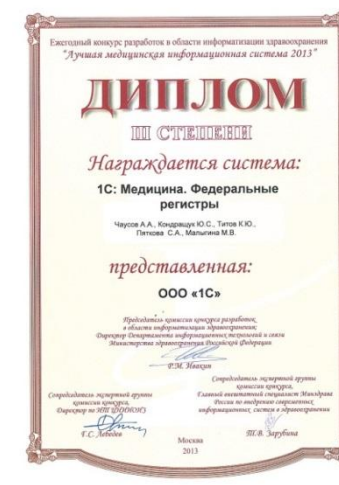 Ежегодный конкурс разработок в области информатизации здравоохранения
"Лучшая медицинская информационная система 2013"
ДИПЛОМ
III СТЕПЕНИ
Награждается система:
1С: Медицина. Федеральные
регистры
Чаусов А.А., Кондращук Ю.С., Титов К.Ю.,
Пяткова С.А., Малыгина М.В.
представленная:
ООО «1С»
Председатель комиссии конкурса разработок
в области информатизации здравоохранения;
Директор Департамента информационных технологий и связи
Министерства здравоохранения Российской Федерации
Р.М. Ивакин
Сопредседатель экспертной группы
комиссии конкурса,
Директор по ИТ
Г.С. Лебедев
Сопредседатель экспертной группы
комиссии конкурса,
Главный внештатный специалист Минздрава
России по внедрению современных
информационных систем в здравоохранении
Т.В. Зарубина
Москва
2013